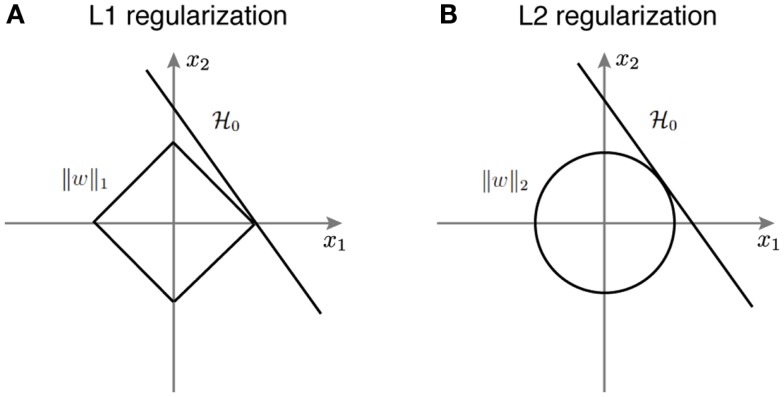 A L1 regularization
x₂
ℋ₀
‖w‖₁
x₁
B L2 regularization
x₂
ℋ₀
‖w‖₂
x₁